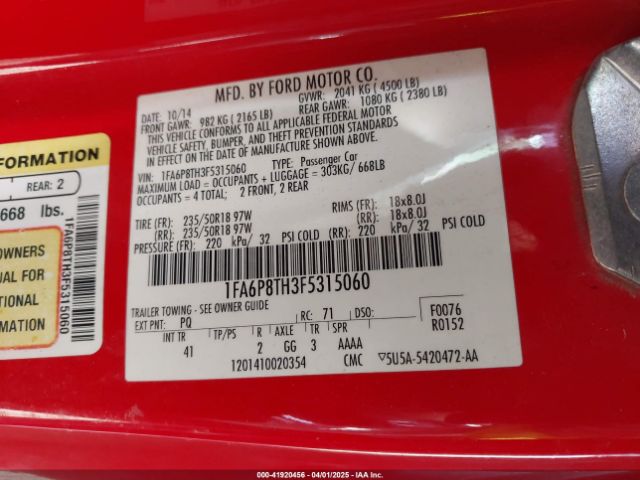 MFD. BY FORD MOTOR CO.
DATE: 10/14
GVWR: 2041 KG ( 4500 LB)
FRONT GAWR: 982 KG ( 2165 LB)
REAR GAWR: 1080 KG ( 2380 LB)
THIS VEHICLE CONFORMS TO ALL APPLICABLE FEDERAL MOTOR
VEHICLE SAFETY, BUMPER, AND THEFT PREVENTION STANDARDS
IN EFFECT ON THE DATE OF MANUFACTURE SHOWN ABOVE.
VIN: 1FA6P8TH3F5315060
TYPE: Passenger Car
MAXIMUM LOAD = OCCUPANTS + LUGGAGE = 303KG/ 668LB
OCCUPANTS = 4 TOTAL; 2 FRONT, 2 REAR
TIRE (FR): 235/50R18 97W
RIMS (FR): 18x8.0J
(RR): 235/50R18 97W
(RR): 18x8.0J
PRESSURE (FR): 220 kPa/ 32 PSI COLD (RR): 220 kPa/ 32 PSI COLD
1FA6P8TH3F5315060
TRAILER TOWING - SEE OWNER GUIDE
EXT PNT: PQ RC: 71 DSO:
F0076
R0152
INT TR TP/PS R AXLE TR SPR
41 2 GG 3 AAAA
1201410020354 CMC ▽5U5A-5420472-AA
FORMATION
REAR: 2
668 lbs.
OWNERS
UAL FOR
TIONAL
MATION
1FA6P8TH3F5315060
000-41920456 | 04/01/2025 | IAA Inc.